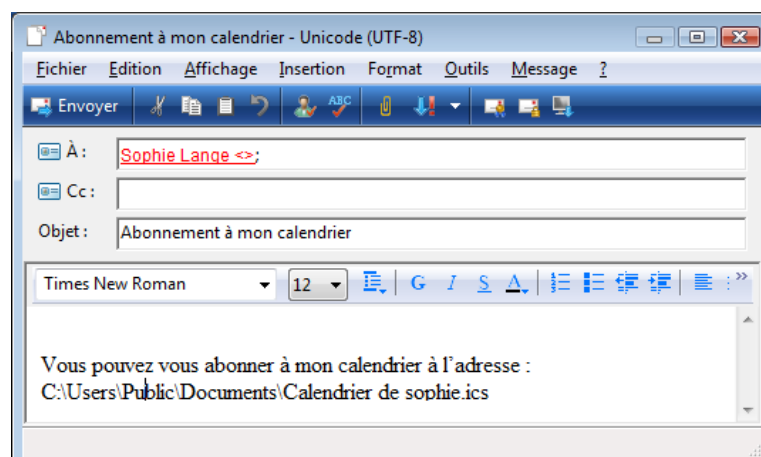 Abonnement à mon calendrier - Unicode (UTF-8)
Fichier Edition Affichage Insertion Format Outils Message ?
Envoyer ABC
À : Sophie Lange <>;
Cc :
Objet : Abonnement à mon calendrier
Times New Roman 12 G I S A
Vous pouvez vous abonner à mon calendrier à l’adresse :
C:\Users\Public\Documents\Calendrier de sophie.ics